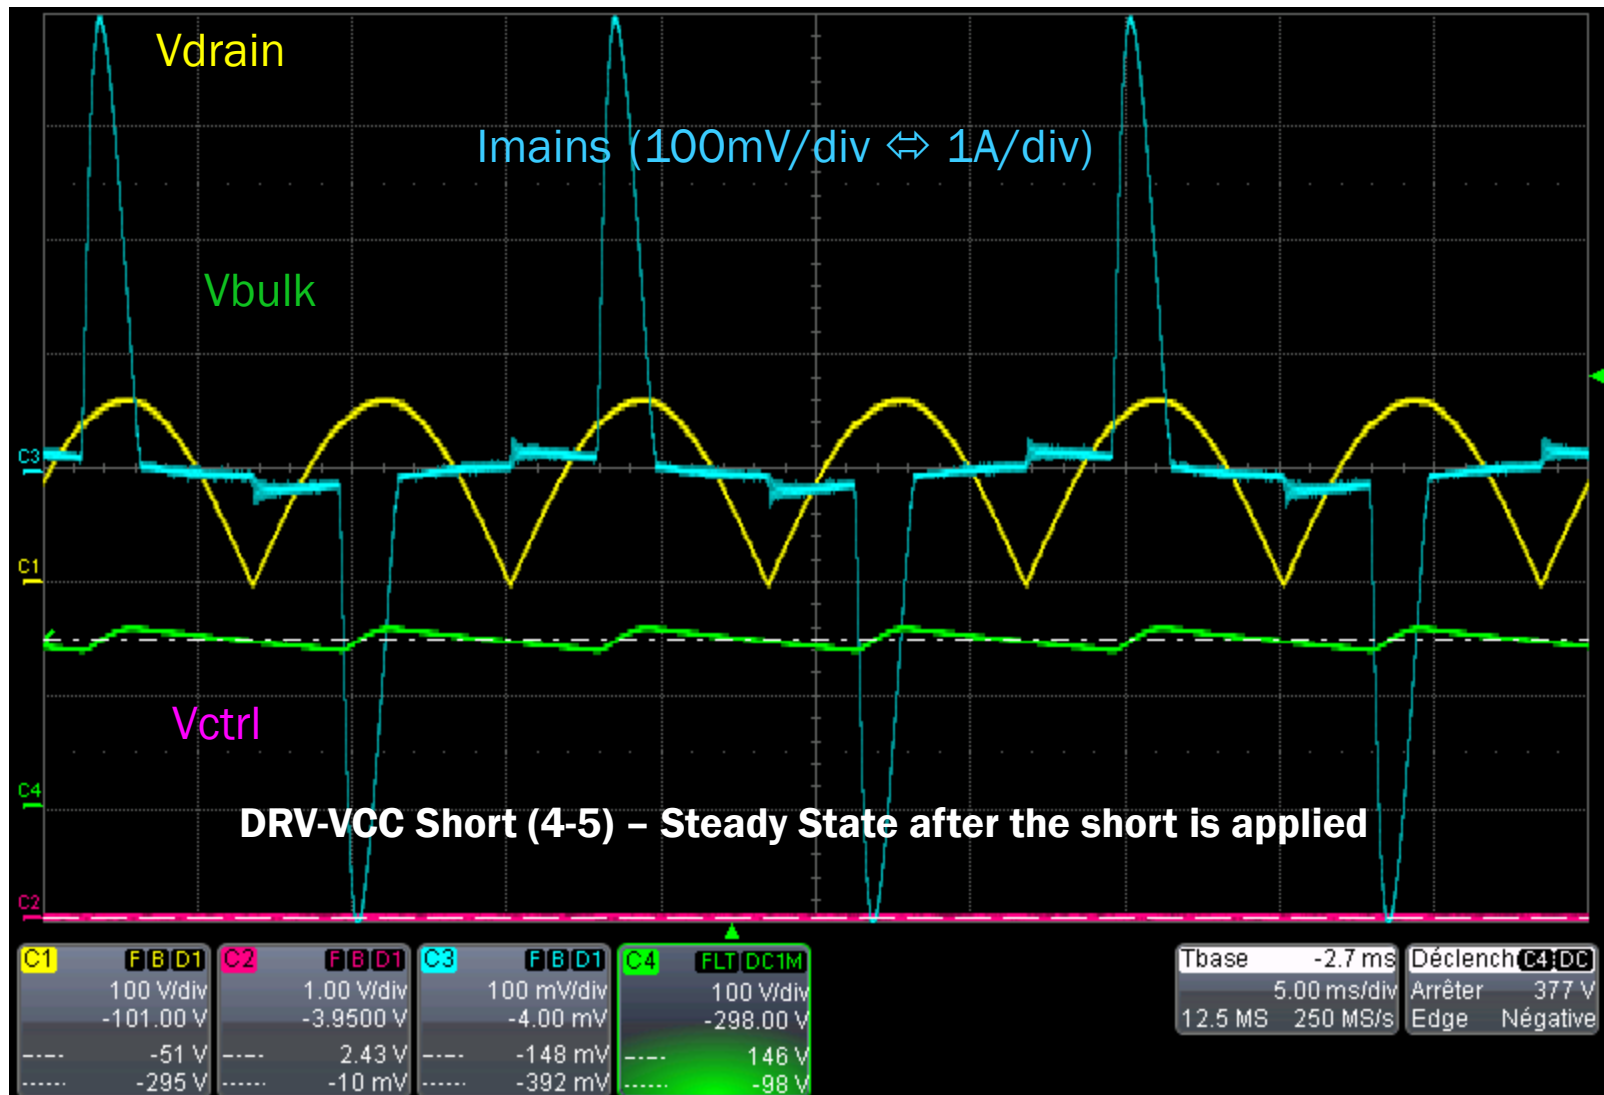 Vdrain
Imains (100mV/div ⬄ 1A/div)
Vbulk
C3
C1
Vctrl
C4
DRV-VCC Short (4-5) – Steady State after the short is applied
C2
C1 F B D1
100 V/div
-101.00 V
-51 V
-295 V
C2 F B D1
1.00 V/div
-3.9500 V
2.43 V
-10 mV
C3 F B D1
100 mV/div
-4.00 mV
-148 mV
-392 mV
C4 FLT DC1M
100 V/div
-298.00 V
146 V
-98 V
Tbase -2.7 ms
5.00 ms/div
12.5 MS 250 MS/s
Déclench C4 DC
Arrêter 377 V
Edge Négative